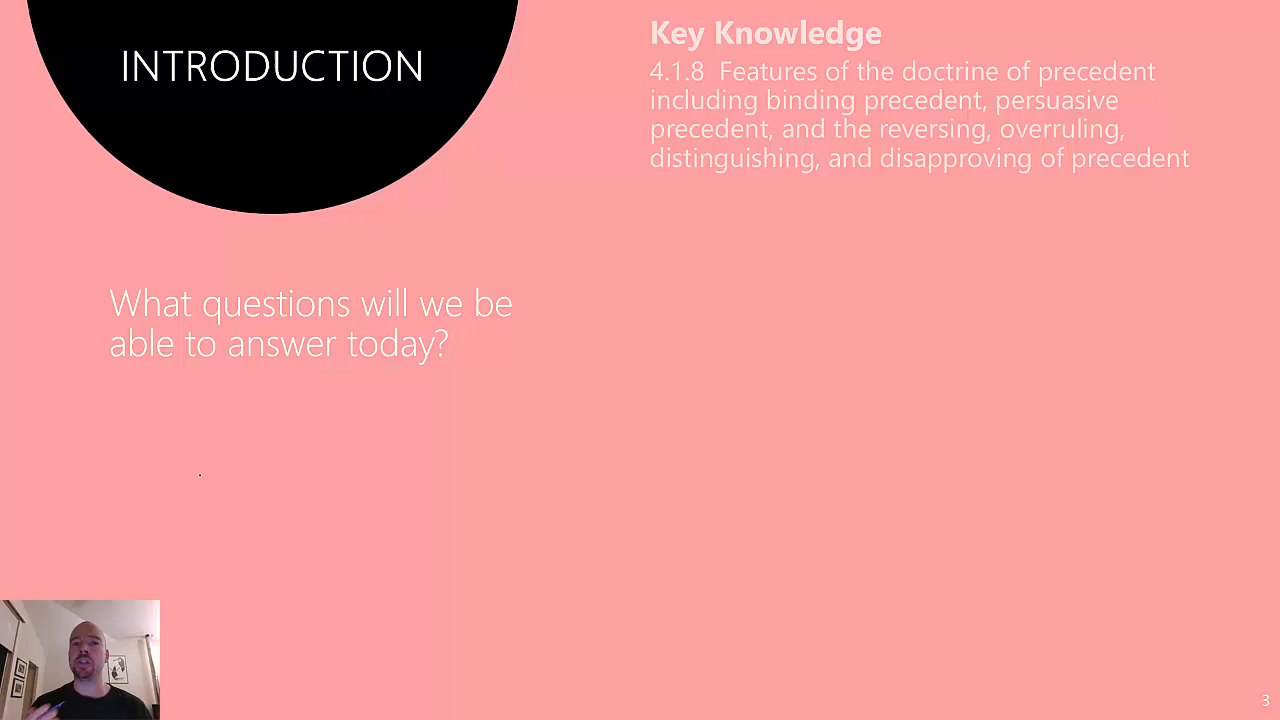 INTRODUCTION
Key Knowledge
4.1.8 Features of the doctrine of precedent
including binding precedent, persuasive
precedent, and the reversing, overruling,
distinguishing, and disapproving of precedent
What questions will we be
able to answer today?
3